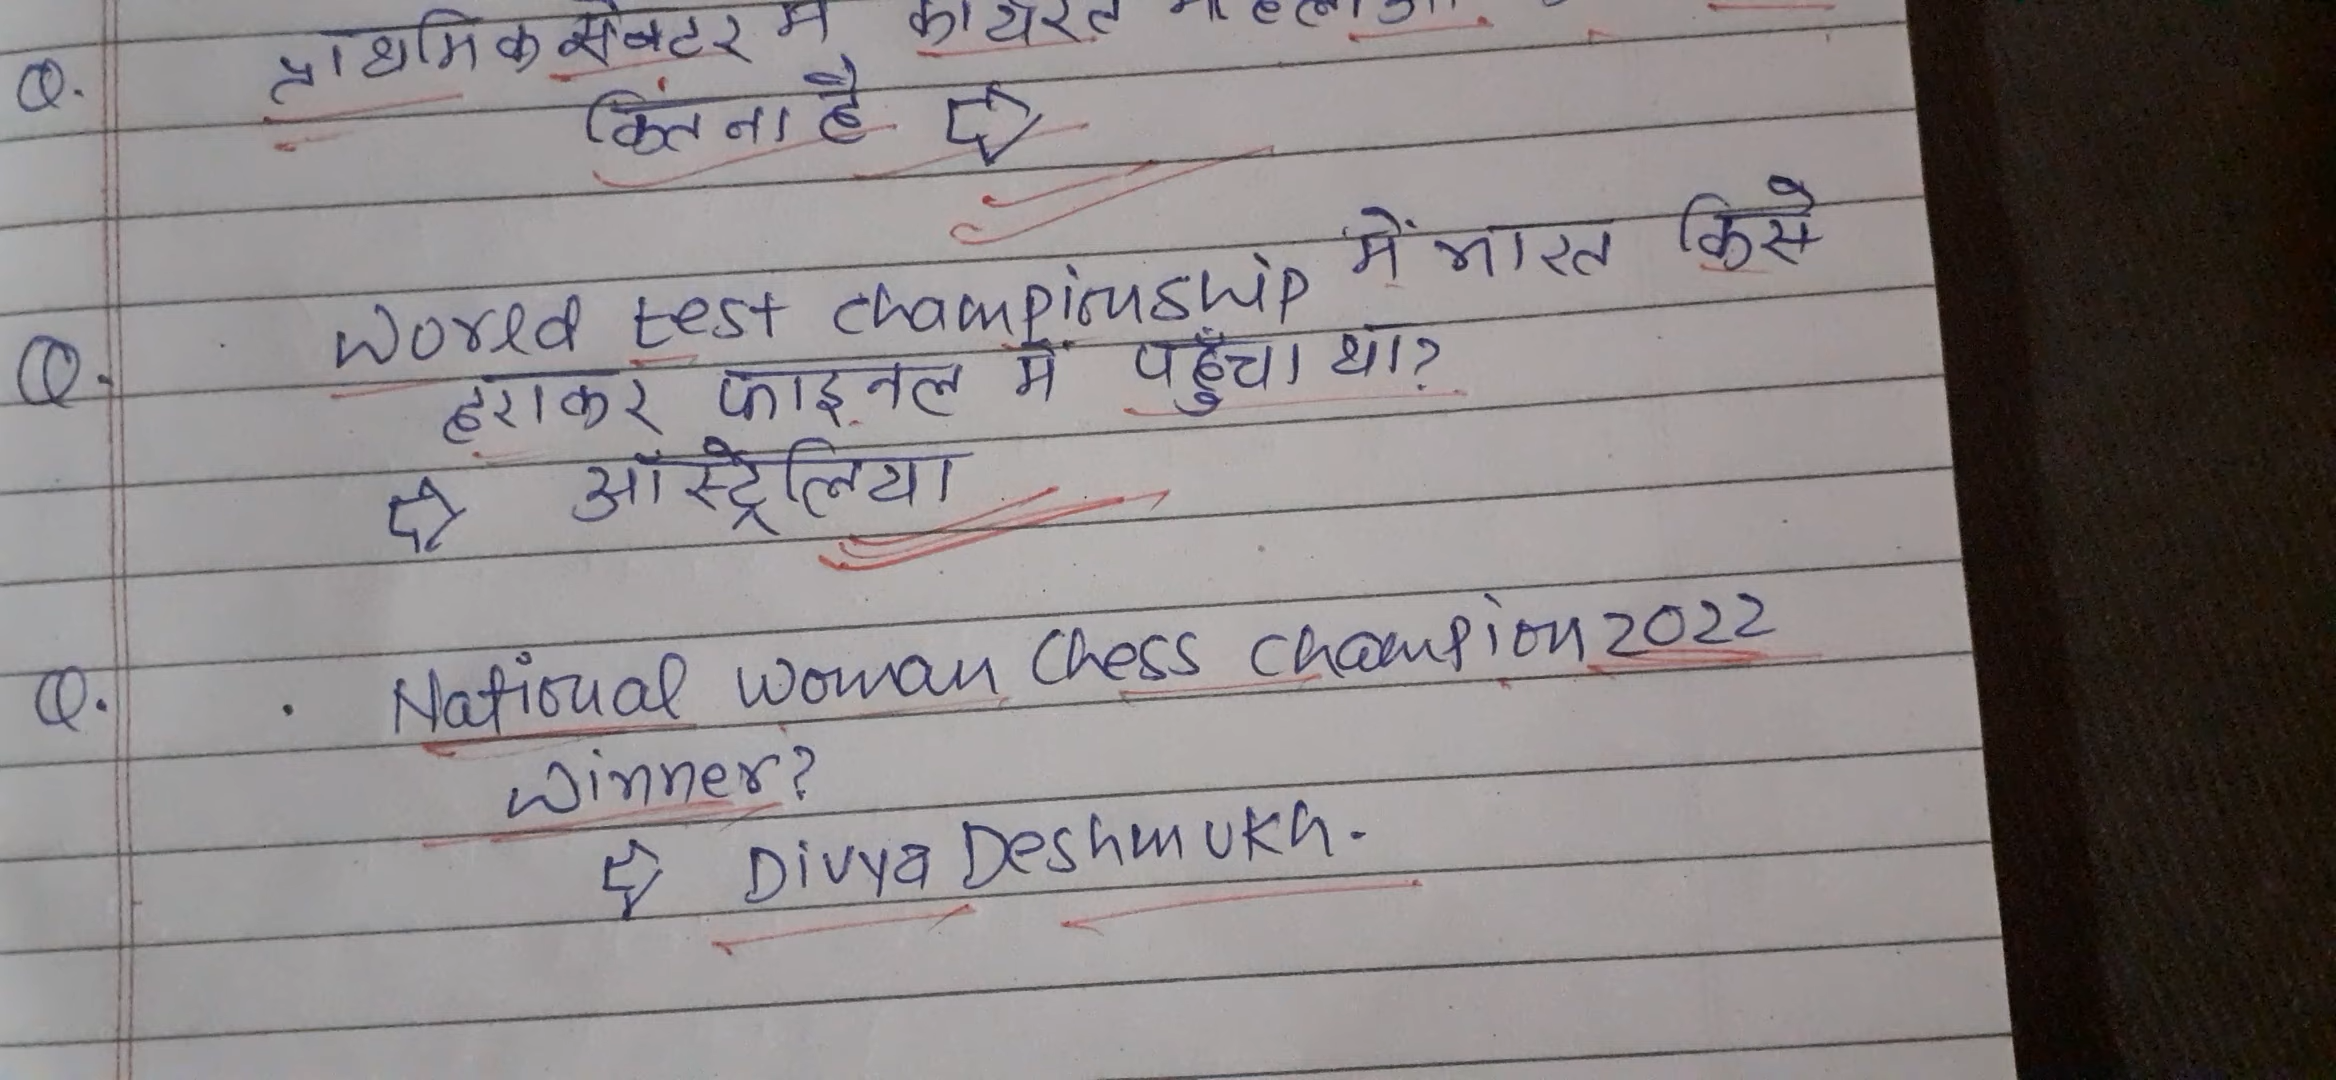 Q. प्राथमिक सेक्टर में कार्यरत महिलाओं
कितना है ⇨
Q. World test championship में भारत किसे
हराकर फाइनल में पहुँचा था?
⇨ ऑस्ट्रेलिया
Q. National woman Chess Champion 2022
winner?
⇨ Divya Deshmukh.